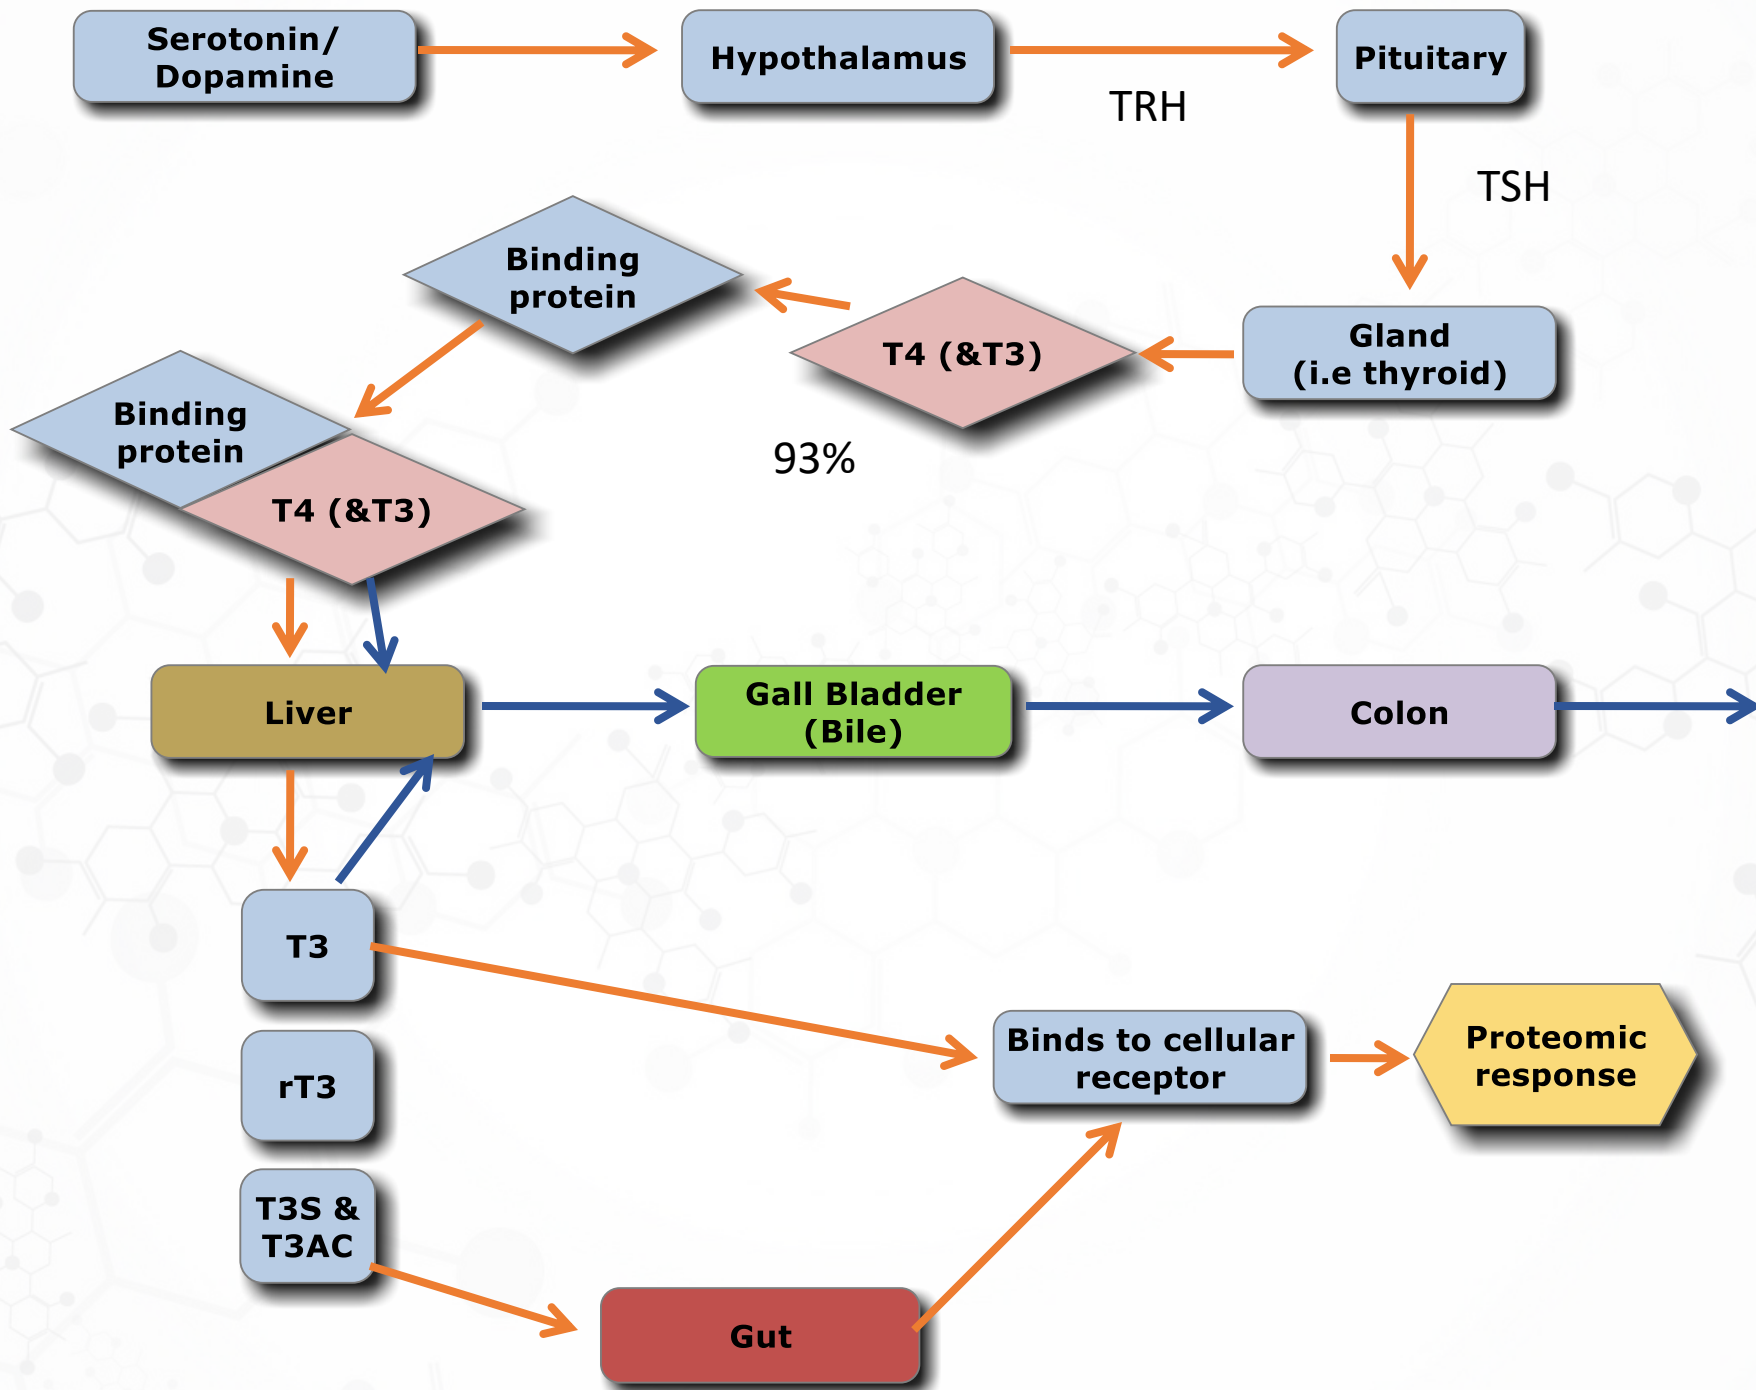 Serotonin/
Dopamine
Hypothalamus
Pituitary
TRH
TSH
Binding
protein
T4 (&T3)
Gland
(i.e thyroid)
Binding
protein
T4 (&T3)
93%
Liver
Gall Bladder
(Bile)
Colon
T3
rT3
T3S &
T3AC
Binds to cellular
receptor
Proteomic
response
Gut